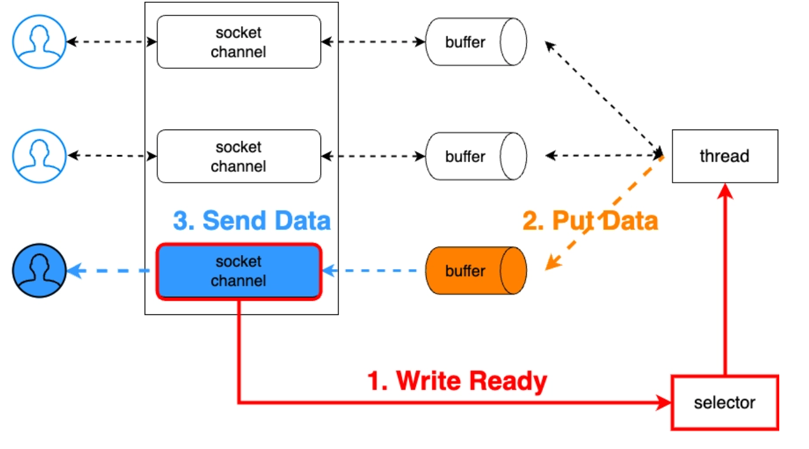 socket
channel
buffer
socket
channel
buffer
thread
3. Send Data
2. Put Data
socket
channel
buffer
1. Write Ready
selector